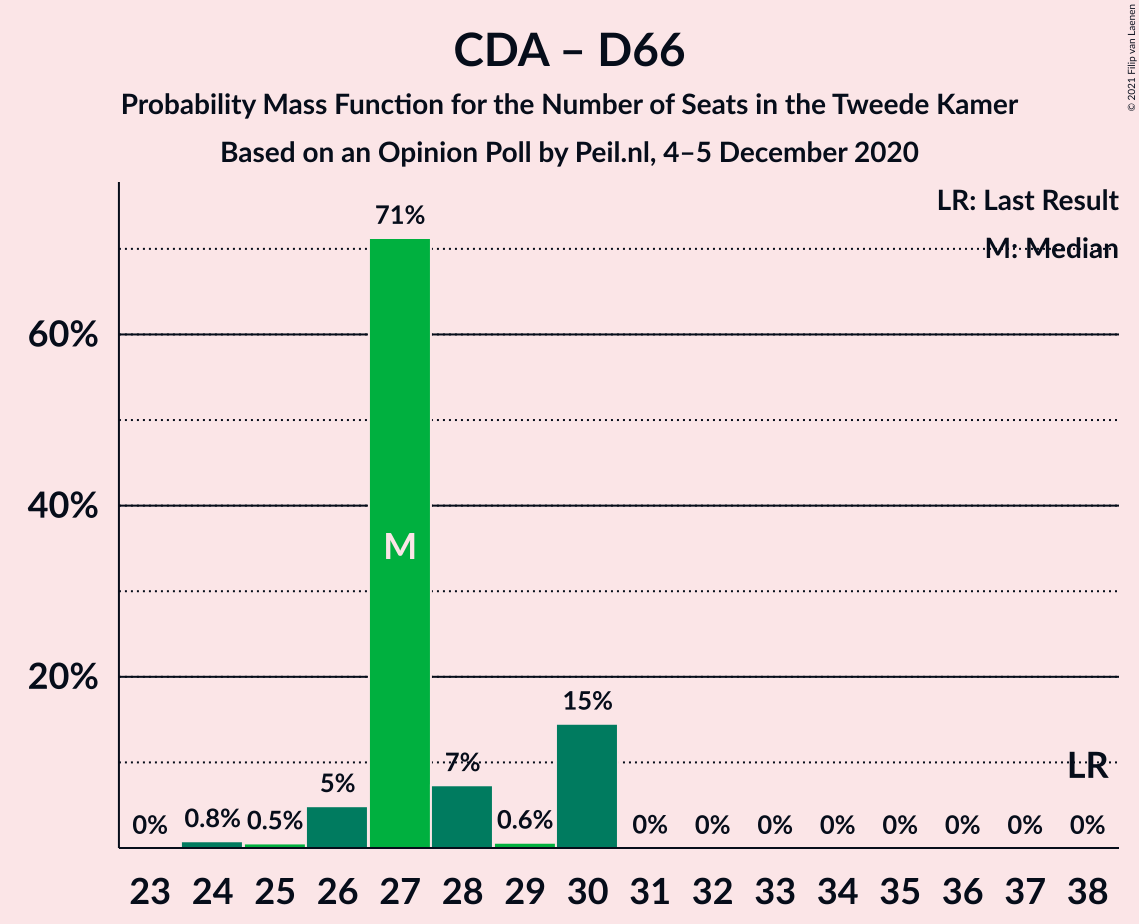 CDA – D66
Probability Mass Function for the Number of Seats in the Tweede Kamer
Based on an Opinion Poll by Peil.nl, 4–5 December 2020
© 2021 Filip van Laenen
LR: Last Result
M: Median
71%
60%
40%
M
20%
15%
7%
LR
5%
0% 0.8% 0.5% 0.6% 0% 0% 0% 0% 0% 0% 0% 0%
23 24 25 26 27 28 29 30 31 32 33 34 35 36 37 38